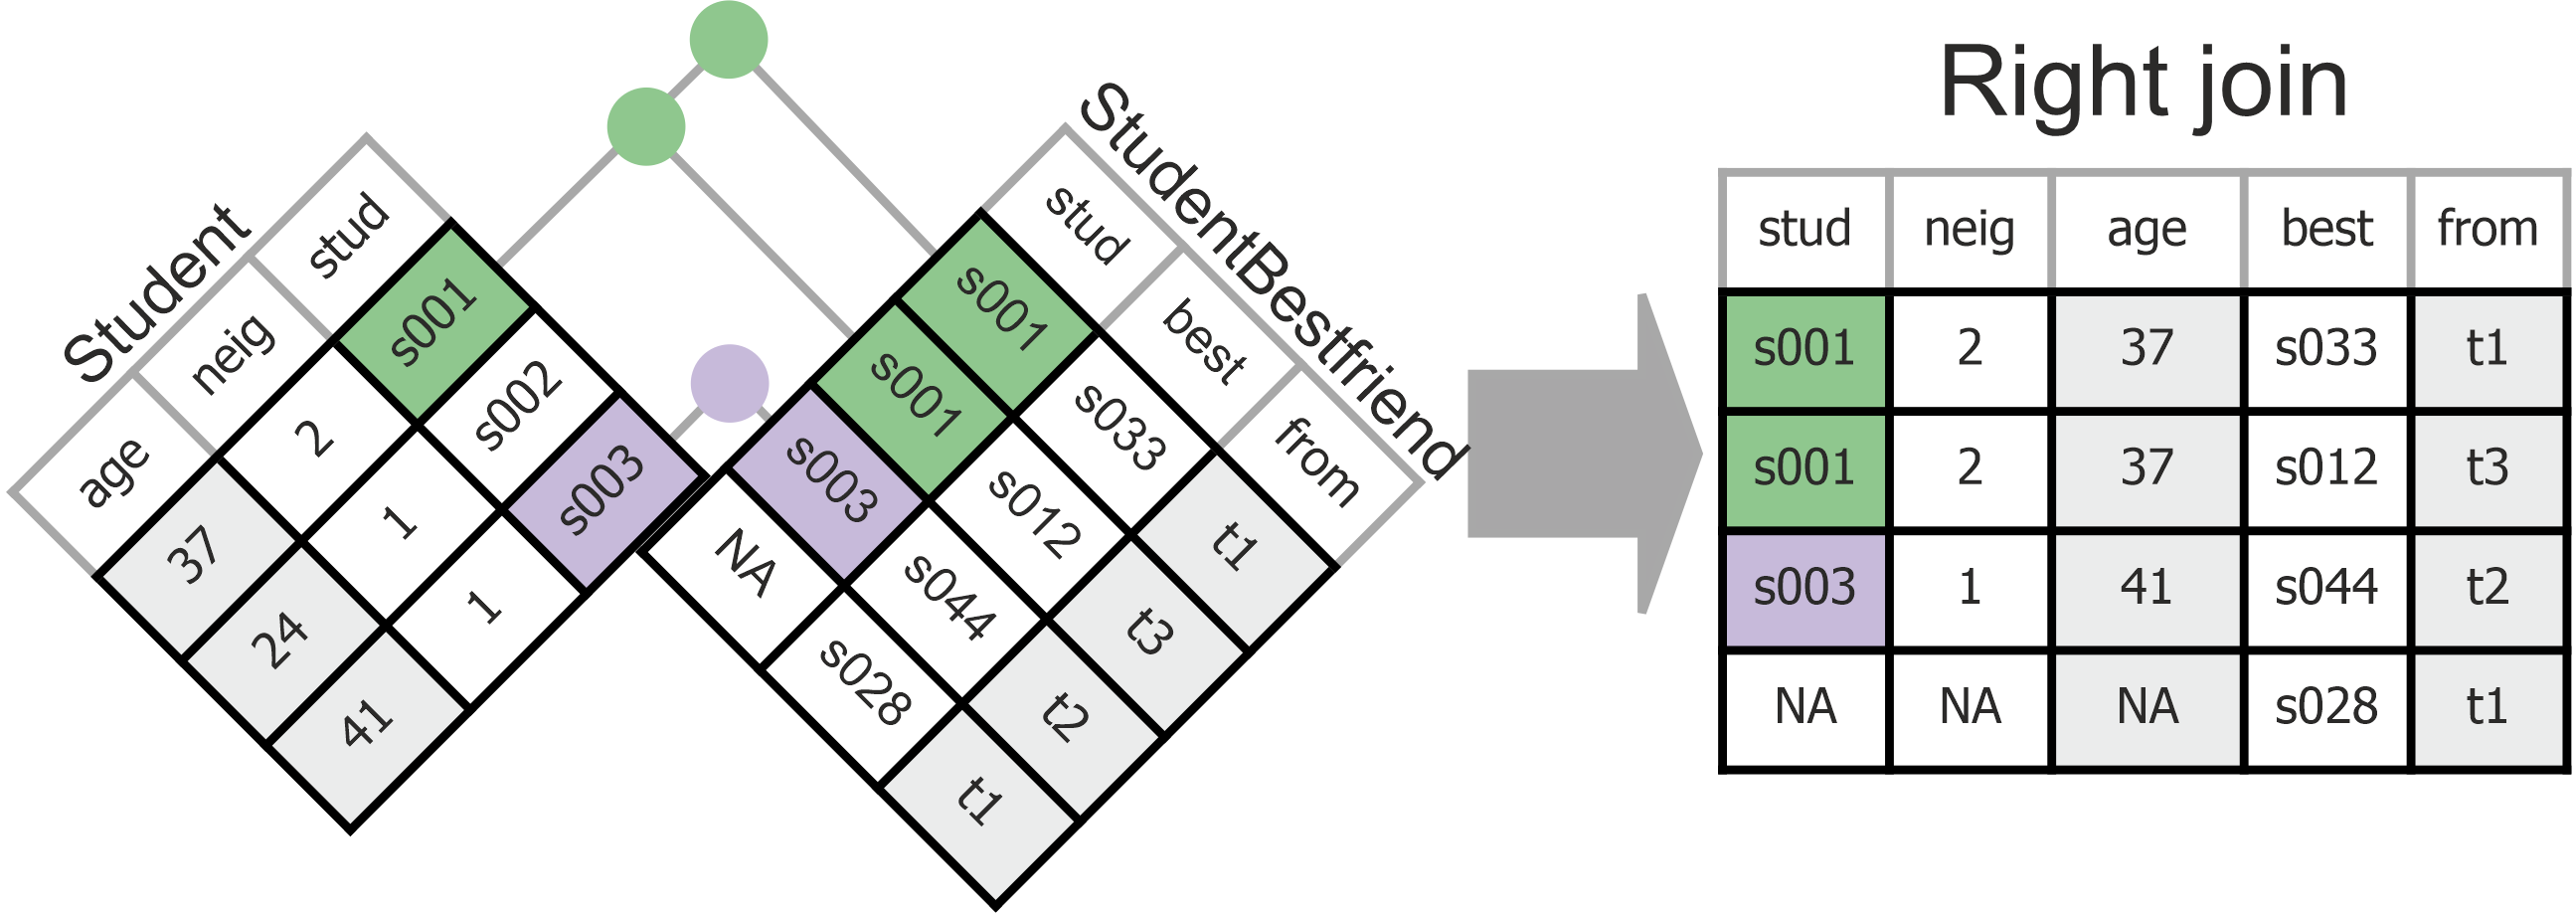 Student
stud neig age
s001 2 37
s002 1 24
s003 1 41
StudentBestfriend
stud best from
s001 s033 t1
s001 s012 t3
s003 s044 t2
NA s028 t1
Right join
stud neig age best from
s001 2 37 s033 t1
s001 2 37 s012 t3
s003 1 41 s044 t2
NA NA NA s028 t1